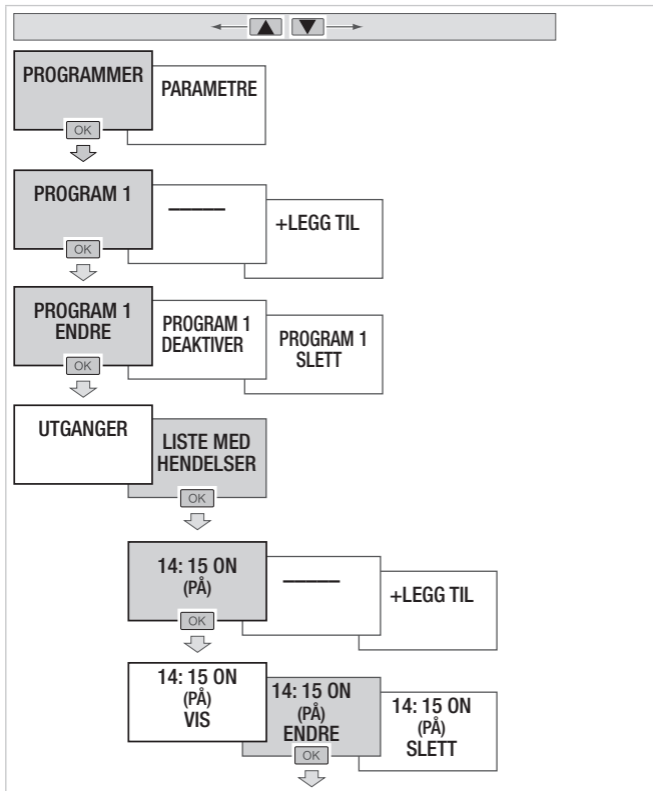 PROGRAMMER
PARAMETRE
OK
PROGRAM 1
-----
+LEGG TIL
OK
PROGRAM 1
ENDRE
PROGRAM 1
DEAKTIVER
PROGRAM 1
SLETT
OK
UTGANGER
LISTE MED
HENDELSER
OK
14: 15 ON
(PÅ)
-----
+LEGG TIL
OK
14: 15 ON
(PÅ)
VIS
14: 15 ON
(PÅ)
ENDRE
14: 15 ON
(PÅ)
SLETT
OK